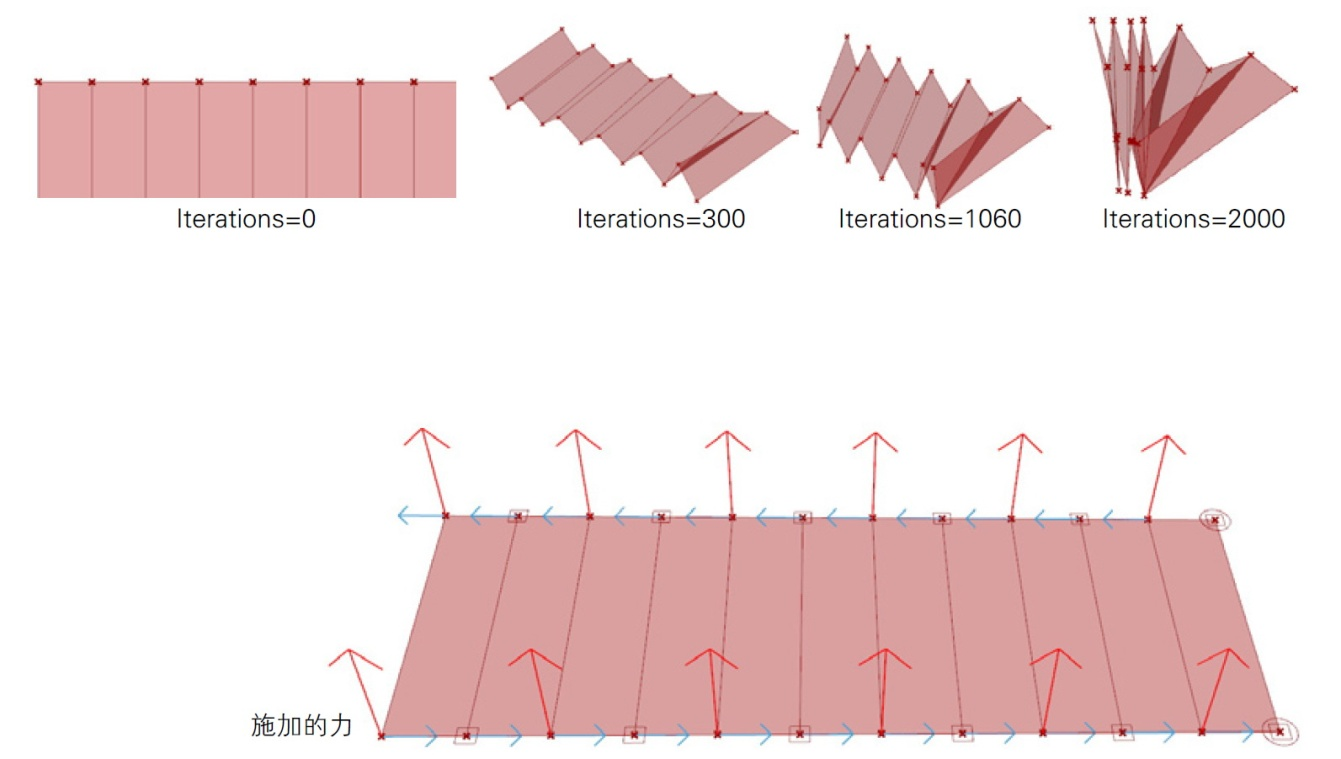 Iterations=0
Iterations=300
Iterations=1060
Iterations=2000
施加的力